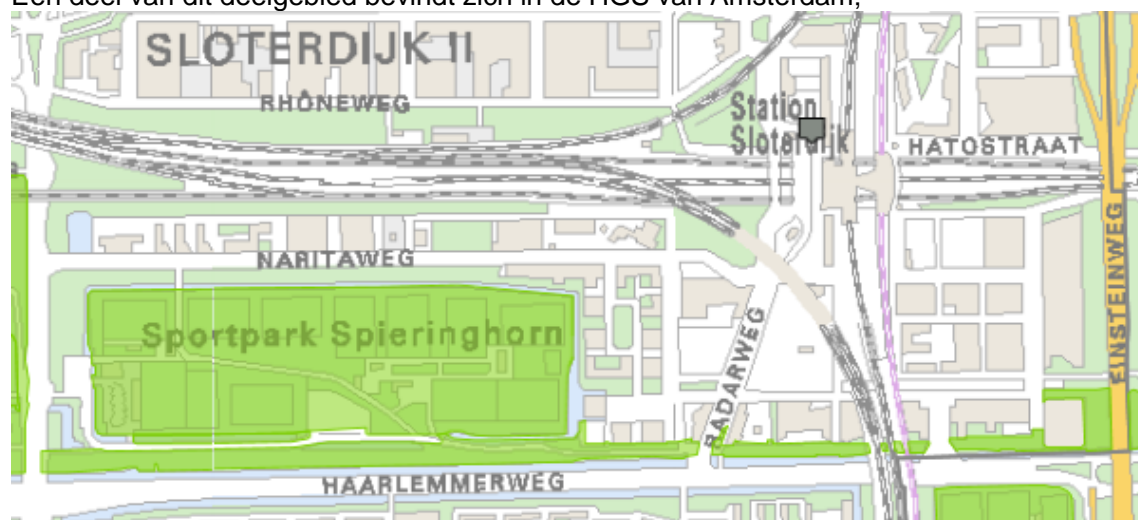 Een deel van dit deelgebied bevindt zich in de HGS van Amsterdam;
SLOTERDIJK II
RHÔNEWEG
Station
Sloterdijk
HATOSTRAAT
NARITAWEG
EINSTEINWEG
Sportpark Spieringhorn
RADARWEG
HAARLEMMERWEG